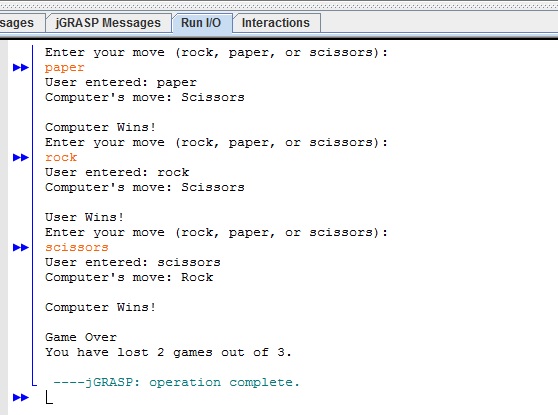 sages jGRASP Messages Run I/O Interactions
Enter your move (rock, paper, or scissors):
paper
User entered: paper
Computer's move: Scissors
Computer Wins!
Enter your move (rock, paper, or scissors):
rock
User entered: rock
Computer's move: Scissors
User Wins!
Enter your move (rock, paper, or scissors):
scissors
User entered: scissors
Computer's move: Rock
Computer Wins!
Game Over
You have lost 2 games out of 3.
----jGRASP: operation complete.